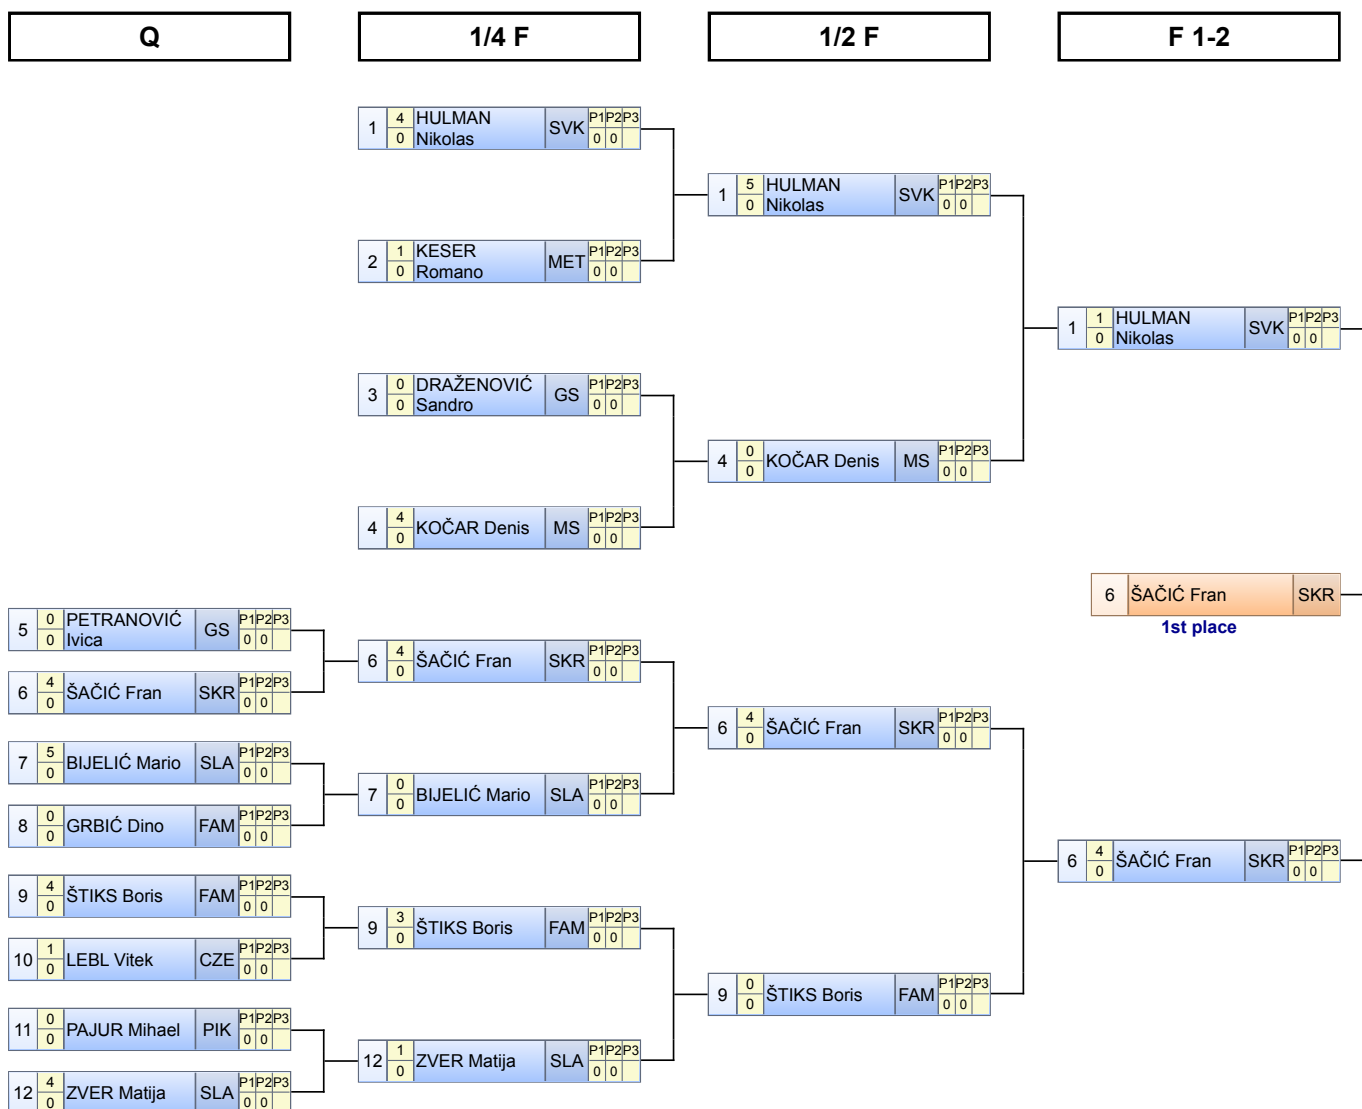 Q 1/4 F 1/2 F F 1-2
1 4 0 HULMAN Nikolas SVK P1 P2 P3 0 0
2 1 0 KESER Romano MET P1 P2 P3 0 0
3 0 0 DRAŽENOVIĆ Sandro GS P1 P2 P3 0 0
4 4 0 KOČAR Denis MS P1 P2 P3 0 0
1 5 0 HULMAN Nikolas SVK P1 P2 P3 0 0
4 0 0 KOČAR Denis MS P1 P2 P3 0 0
1 1 0 HULMAN Nikolas SVK P1 P2 P3 0 0
6 ŠAČIĆ Fran SKR
1st place
5 0 0 PETRANOVIĆ Ivica GS P1 P2 P3 0 0
6 4 0 ŠAČIĆ Fran SKR P1 P2 P3 0 0
7 5 0 BIJELIĆ Mario SLA P1 P2 P3 0 0
8 0 0 GRBIĆ Dino FAM P1 P2 P3 0 0
9 4 0 ŠTIKS Boris FAM P1 P2 P3 0 0
10 1 0 LEBL Vitek CZE P1 P2 P3 0 0
11 0 0 PAJUR Mihael PIK P1 P2 P3 0 0
12 4 0 ZVER Matija SLA P1 P2 P3 0 0
6 4 0 ŠAČIĆ Fran SKR P1 P2 P3 0 0
7 0 0 BIJELIĆ Mario SLA P1 P2 P3 0 0
9 3 0 ŠTIKS Boris FAM P1 P2 P3 0 0
12 1 0 ZVER Matija SLA P1 P2 P3 0 0
6 4 0 ŠAČIĆ Fran SKR P1 P2 P3 0 0
9 0 0 ŠTIKS Boris FAM P1 P2 P3 0 0
6 4 0 ŠAČIĆ Fran SKR P1 P2 P3 0 0